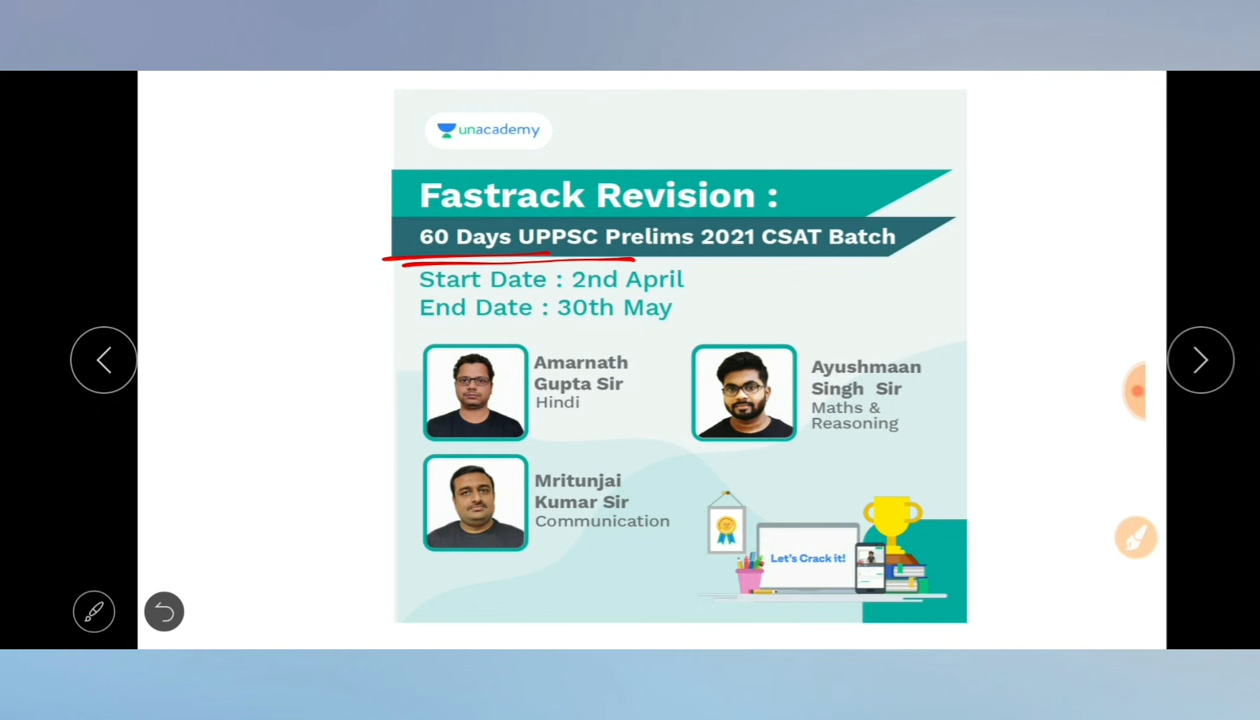 unacademy
Fastrack Revision :
60 Days UPPSC Prelims 2021 CSAT Batch
Start Date : 2nd April
End Date : 30th May
Amarnath
Gupta Sir
Hindi
Ayushmaan
Singh Sir
Maths &
Reasoning
Mritunjai
Kumar Sir
Communication
Let's Crack it!